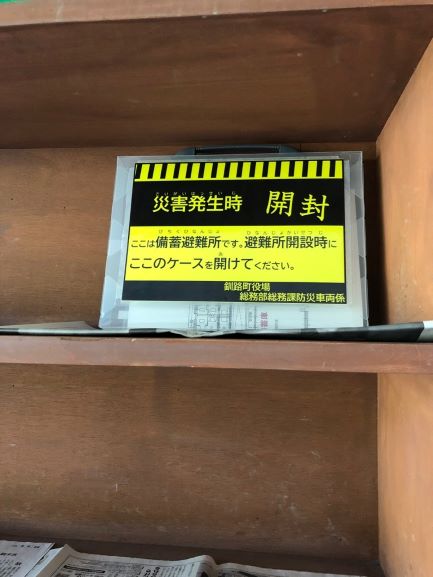 災害発生時 開封
ここは備蓄避難所です。避難所開設時に
ここのケースを開けてください。
釧路町役場
総務部総務課防災車両係